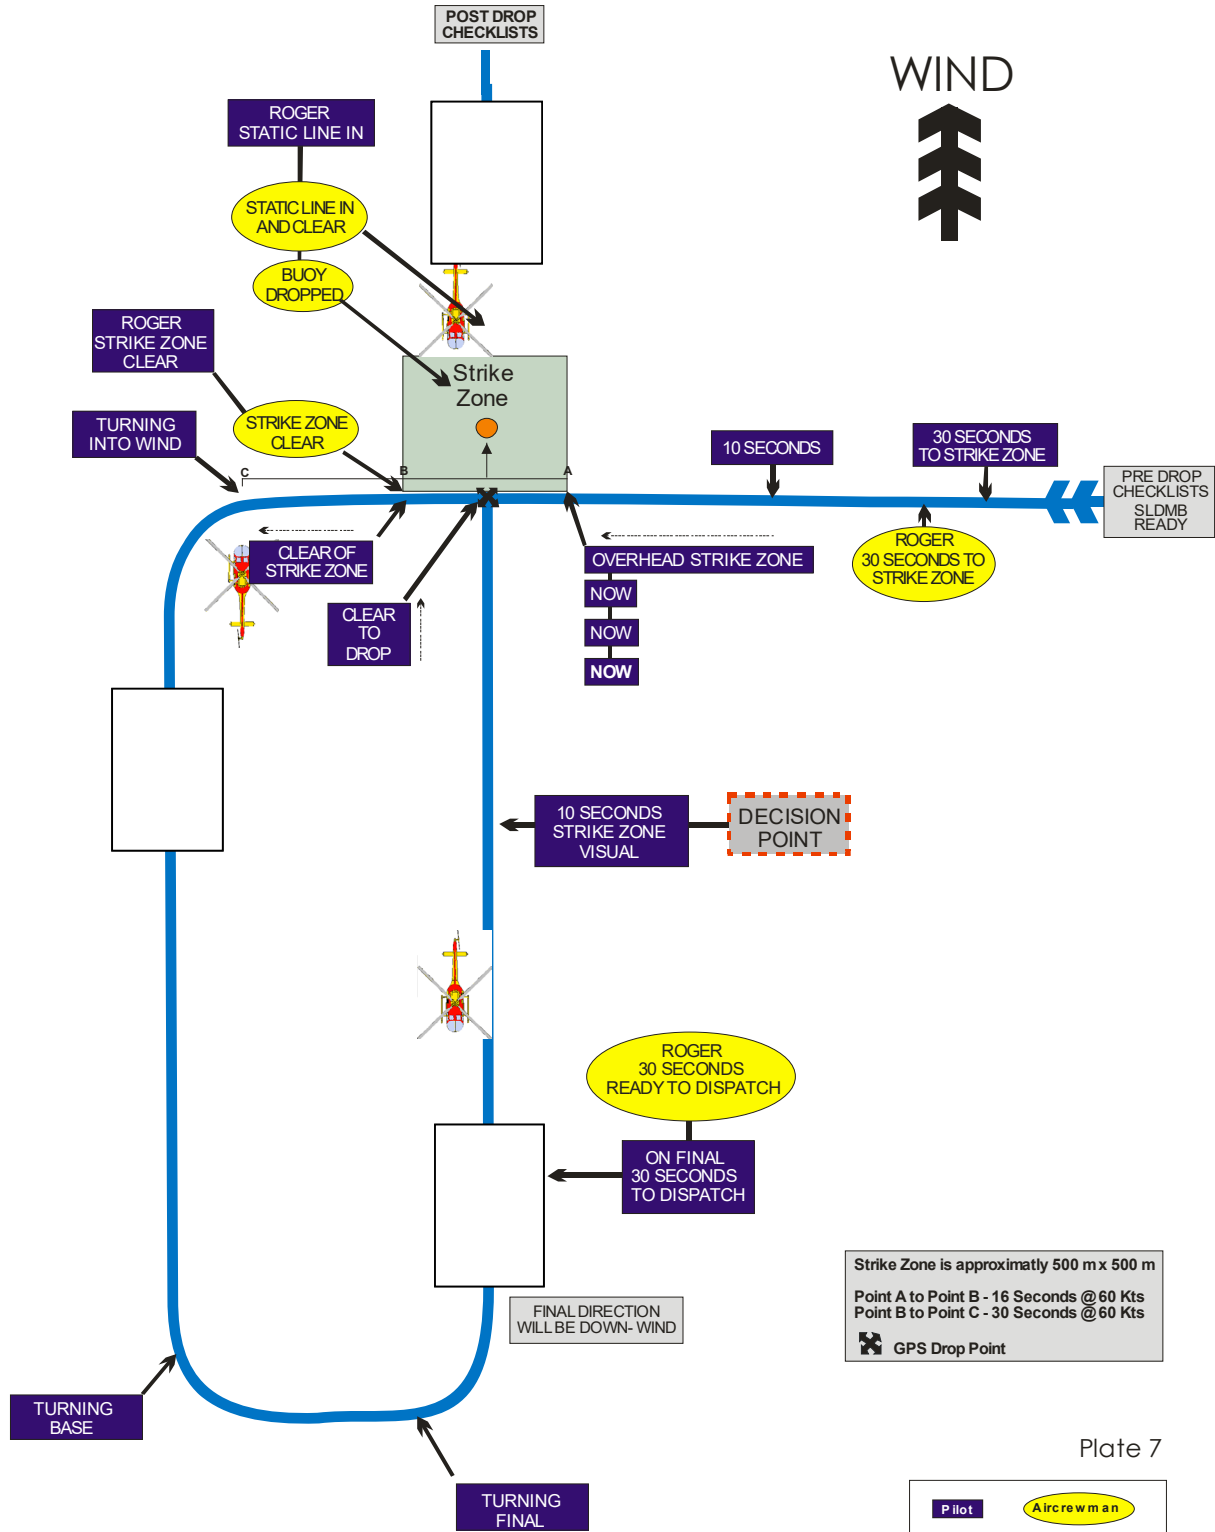 POST DROP
CHECKLISTS
WIND
ROGER
STATIC LINE IN
STATIC LINE IN
AND CLEAR
BUOY
DROPPED
ROGER
STRIKE ZONE
CLEAR
Strike
Zone
TURNING
INTO WIND
STRIKE ZONE
CLEAR
10 SECONDS
30 SECONDS
TO STRIKE ZONE
C
B
A
PRE DROP
CHECKLISTS
SLDMB
READY
CLEAR OF
STRIKE ZONE
OVERHEAD STRIKE ZONE
ROGER
30 SECONDS TO
STRIKE ZONE
NOW
NOW
NOW
CLEAR
TO
DROP
10 SECONDS
STRIKE ZONE
VISUAL
DECISION
POINT
ROGER
30 SECONDS
READY TO DISPATCH
ON FINAL
30 SECONDS
TO DISPATCH
FINAL DIRECTION
WILL BE DOWN- WIND
Strike Zone is approximatly 500 m x 500 m
Point A to Point B - 16 Seconds @ 60 Kts
Point B to Point C - 30 Seconds @ 60 Kts
GPS Drop Point
TURNING
BASE
TURNING
FINAL
Plate 7
Pilot
Aircrewman